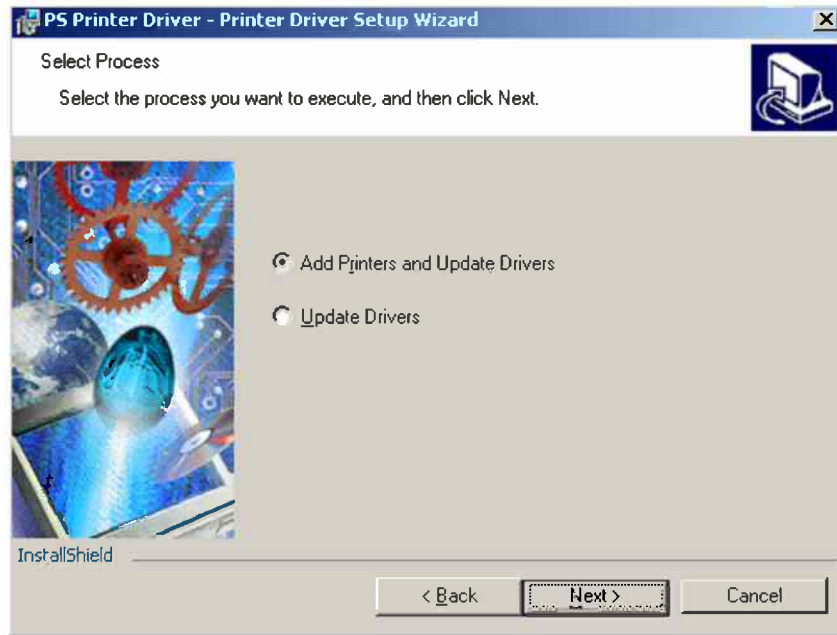 PS Printer Driver - Printer Driver Setup Wizard
Select Process
Select the process you want to execute, and then click Next.
Add Printers and Update Drivers
Update Drivers
InstallShield
< Back
Next >
Cancel